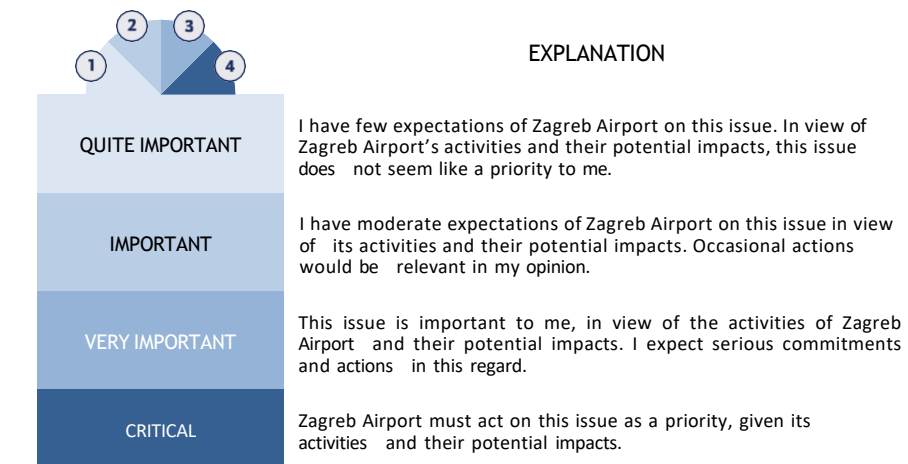 2
3
1
4
EXPLANATION
QUITE IMPORTANT
I have few expectations of Zagreb Airport on this issue. In view of
Zagreb Airport's activities and their potential impacts, this issue
does not seem like a priority to me.
IMPORTANT
I have moderate expectations of Zagreb Airport on this issue in view
of its activities and their potential impacts. Occasional actions
would be relevant in my opinion.
VERY IMPORTANT
This issue is important to me, in view of the activities of Zagreb
Airport and their potential impacts. I expect serious commitments
and actions in this regard.
CRITICAL
Zagreb Airport must act on this issue as a priority, given its
activities and their potential impacts.